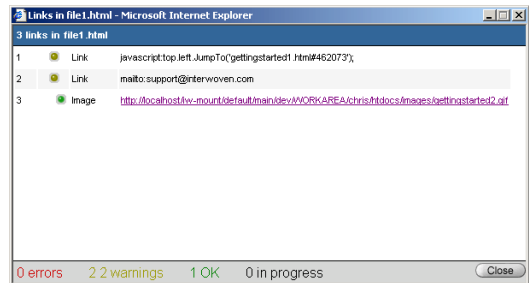 Links in file1.html - Microsoft Internet Explorer
3 links in file1.html
1 Link javascript:top.left.JumpTo('gettingstarted1.html#462073');
2 Link mailto:support@interwoven.com
3 Image http://localhost/iw-mount/default/main/dev/WORKAREA/chris/htdocs/images/gettingstarted2.gif
0 errors 2 2 warnings 1 OK 0 in progress Close